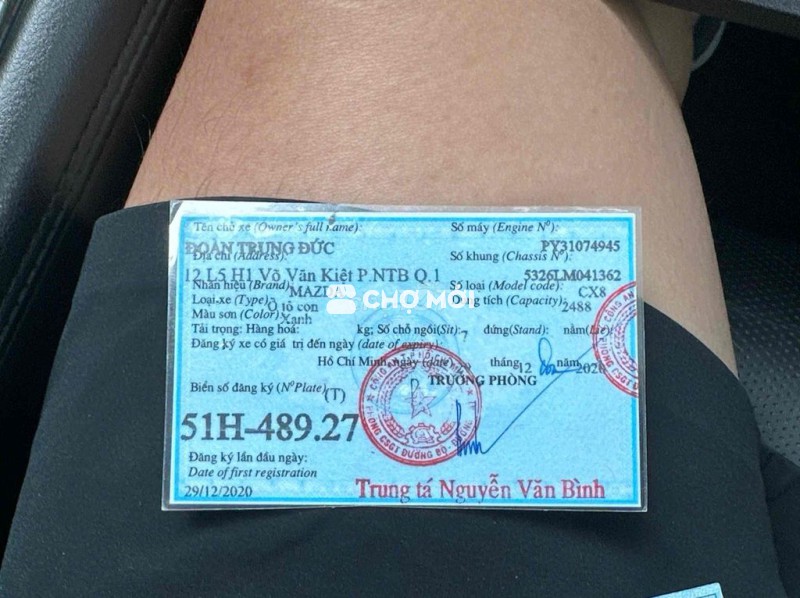 Tên chủ xe (Owner's full name): Số máy (Engine Nº):
ĐOÀN TRUNG ĐỨC PY31074945
Địa chỉ (Address): Số khung (Chassis Nº):
12 L5 H1 Võ Văn Kiệt P.NTB Q.1 5326LM041362
Nhãn hiệu (Brand): MAZDA Số loại (Model code): CX8
Loại xe (Type): Ô tô con Dung tích (Capacity): 2488
CHỢ MOI
Màu sơn (Color): Xanh
Tải trọng: Hàng hoá: kg; Số chỗ ngồi(Sit): 7 đứng(Stand): nằm(Lie):
Đăng ký xe có giá trị đến ngày (date of expiry):
Hồ Chí Minh, ngày (date) tháng 12 năm 2020
TRƯỞNG PHÒNG
Biển số đăng ký (NºPlate) (T)
51H-489.27
Đăng ký lần đầu ngày:
Date of first registration
29/12/2020
Trung tá Nguyễn Văn Bình